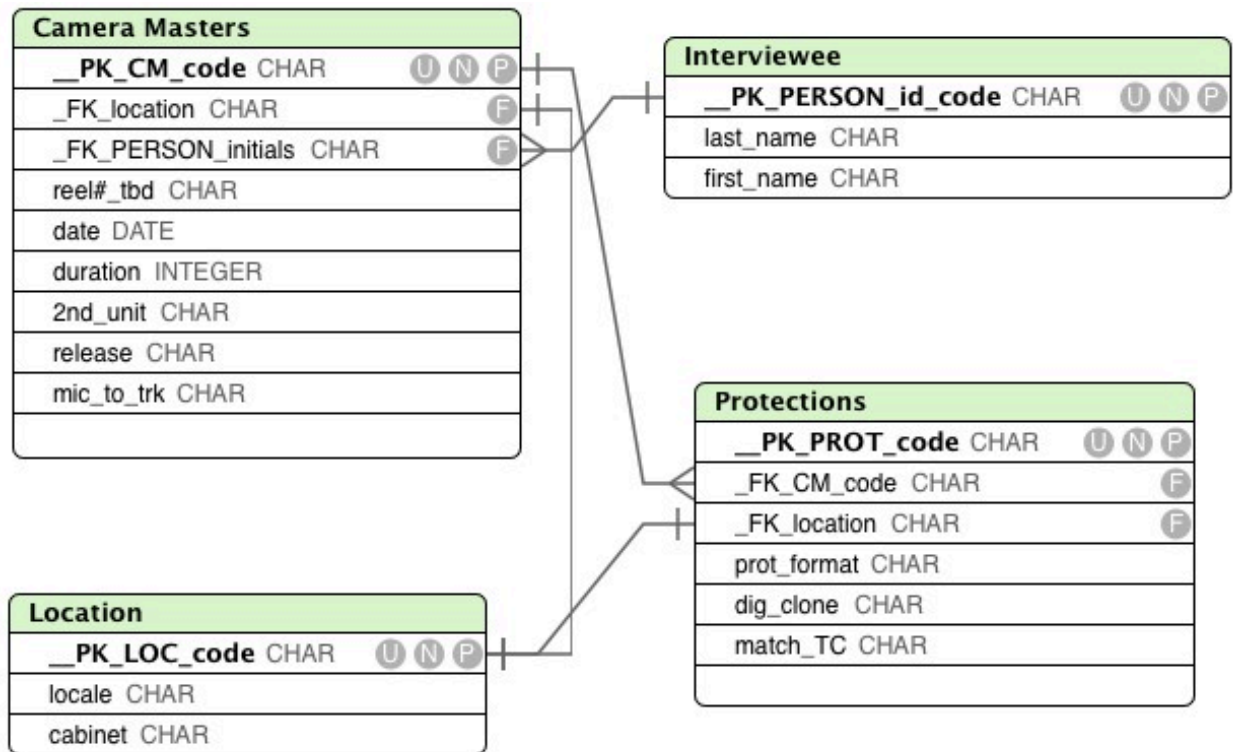 Camera Masters
__PK_CM_code CHAR U N P
_FK_location CHAR F
_FK_PERSON_initials CHAR F
reel#_tbd CHAR
date DATE
duration INTEGER
2nd_unit CHAR
release CHAR
mic_to_trk CHAR
Interviewee
__PK_PERSON_id_code CHAR U N P
last_name CHAR
first_name CHAR
Protections
__PK_PROT_code CHAR U N P
_FK_CM_code CHAR F
_FK_location CHAR F
prot_format CHAR
dig_clone CHAR
match_TC CHAR
Location
__PK_LOC_code CHAR U N P
locale CHAR
cabinet CHAR